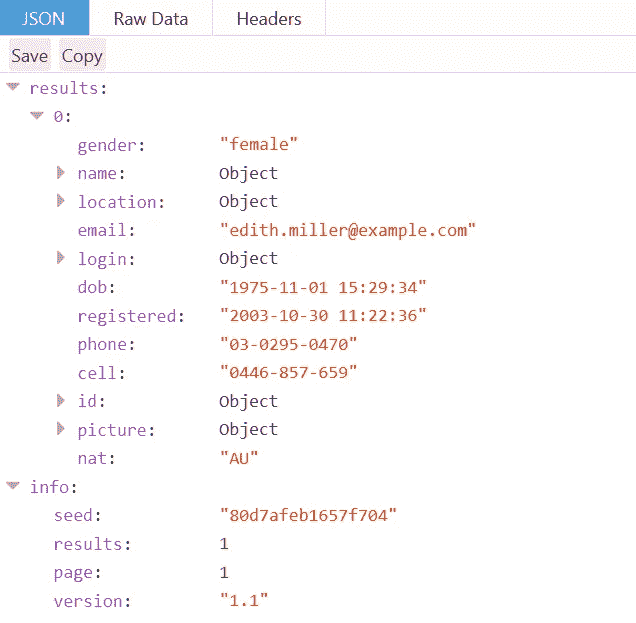 JSON Raw Data Headers
Save Copy
results:
0:
gender: "female"
name: Object
location: Object
email: "edith.miller@example.com"
login: Object
dob: "1975-11-01 15:29:34"
registered: "2003-10-30 11:22:36"
phone: "03-0295-0470"
cell: "0446-857-659"
id: Object
picture: Object
nat: "AU"
info:
seed: "80d7afeb1657f704"
results: 1
page: 1
version: "1.1"